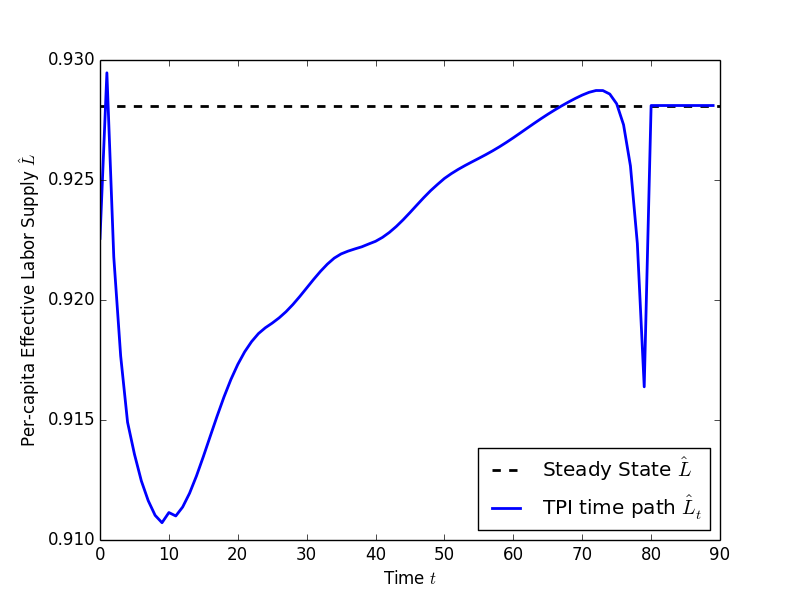 0.930
0.925
0.920
0.915
0.910
Per-capita Effective Labor Supply L̂
0 10 20 30 40 50 60 70 80 90
Time t
Steady State L̂
TPI time path L̂ₜ